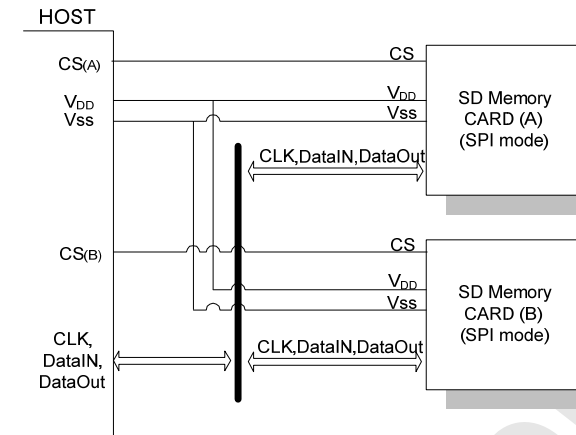 HOST
CS(A)
VDD
Vss
CS
VDD
Vss
SD Memory
CARD (A)
(SPI mode)
CLK,DataIN,DataOut
CS(B)
CS
VDD
Vss
SD Memory
CARD (B)
(SPI mode)
CLK,
DataIN,
DataOut
CLK,DataIN,DataOut